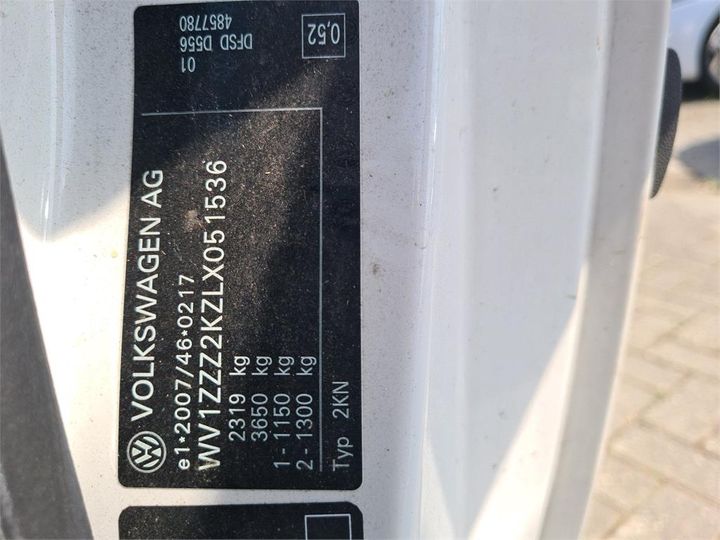 VOLKSWAGEN AG
e1*2007/46*0217
WV1ZZZ2KZLX051536
2319 kg
3650 kg
1 - 1150 kg
2 - 1300 kg
Typ 2KN
01
DFSD D556
4857780
0,52